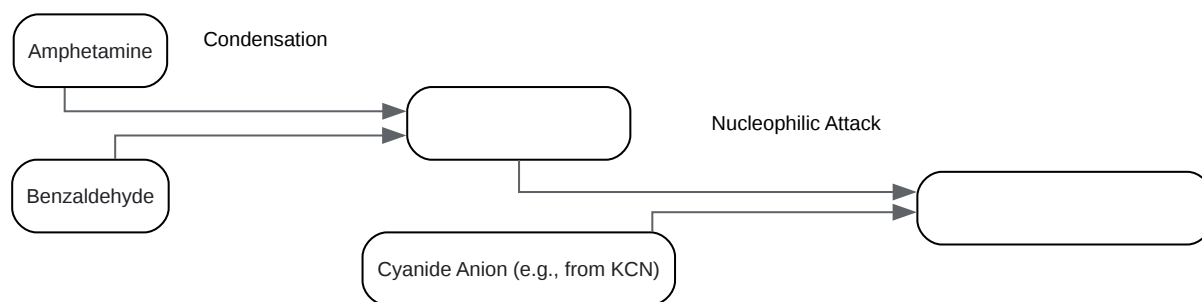 Amphetamine
Condensation
Nucleophilic Attack
Benzaldehyde
Cyanide Anion (e.g., from KCN)